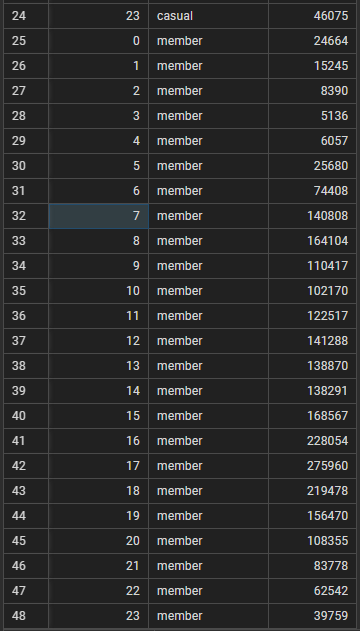 24 23 casual 46075
25 0 member 24664
26 1 member 15245
27 2 member 8390
28 3 member 5136
29 4 member 6057
30 5 member 25680
31 6 member 74408
32 7 member 140808
33 8 member 164104
34 9 member 110417
35 10 member 102170
36 11 member 122517
37 12 member 141288
38 13 member 138870
39 14 member 138291
40 15 member 168567
41 16 member 228054
42 17 member 275960
43 18 member 219478
44 19 member 156470
45 20 member 108355
46 21 member 83778
47 22 member 62542
48 23 member 39759